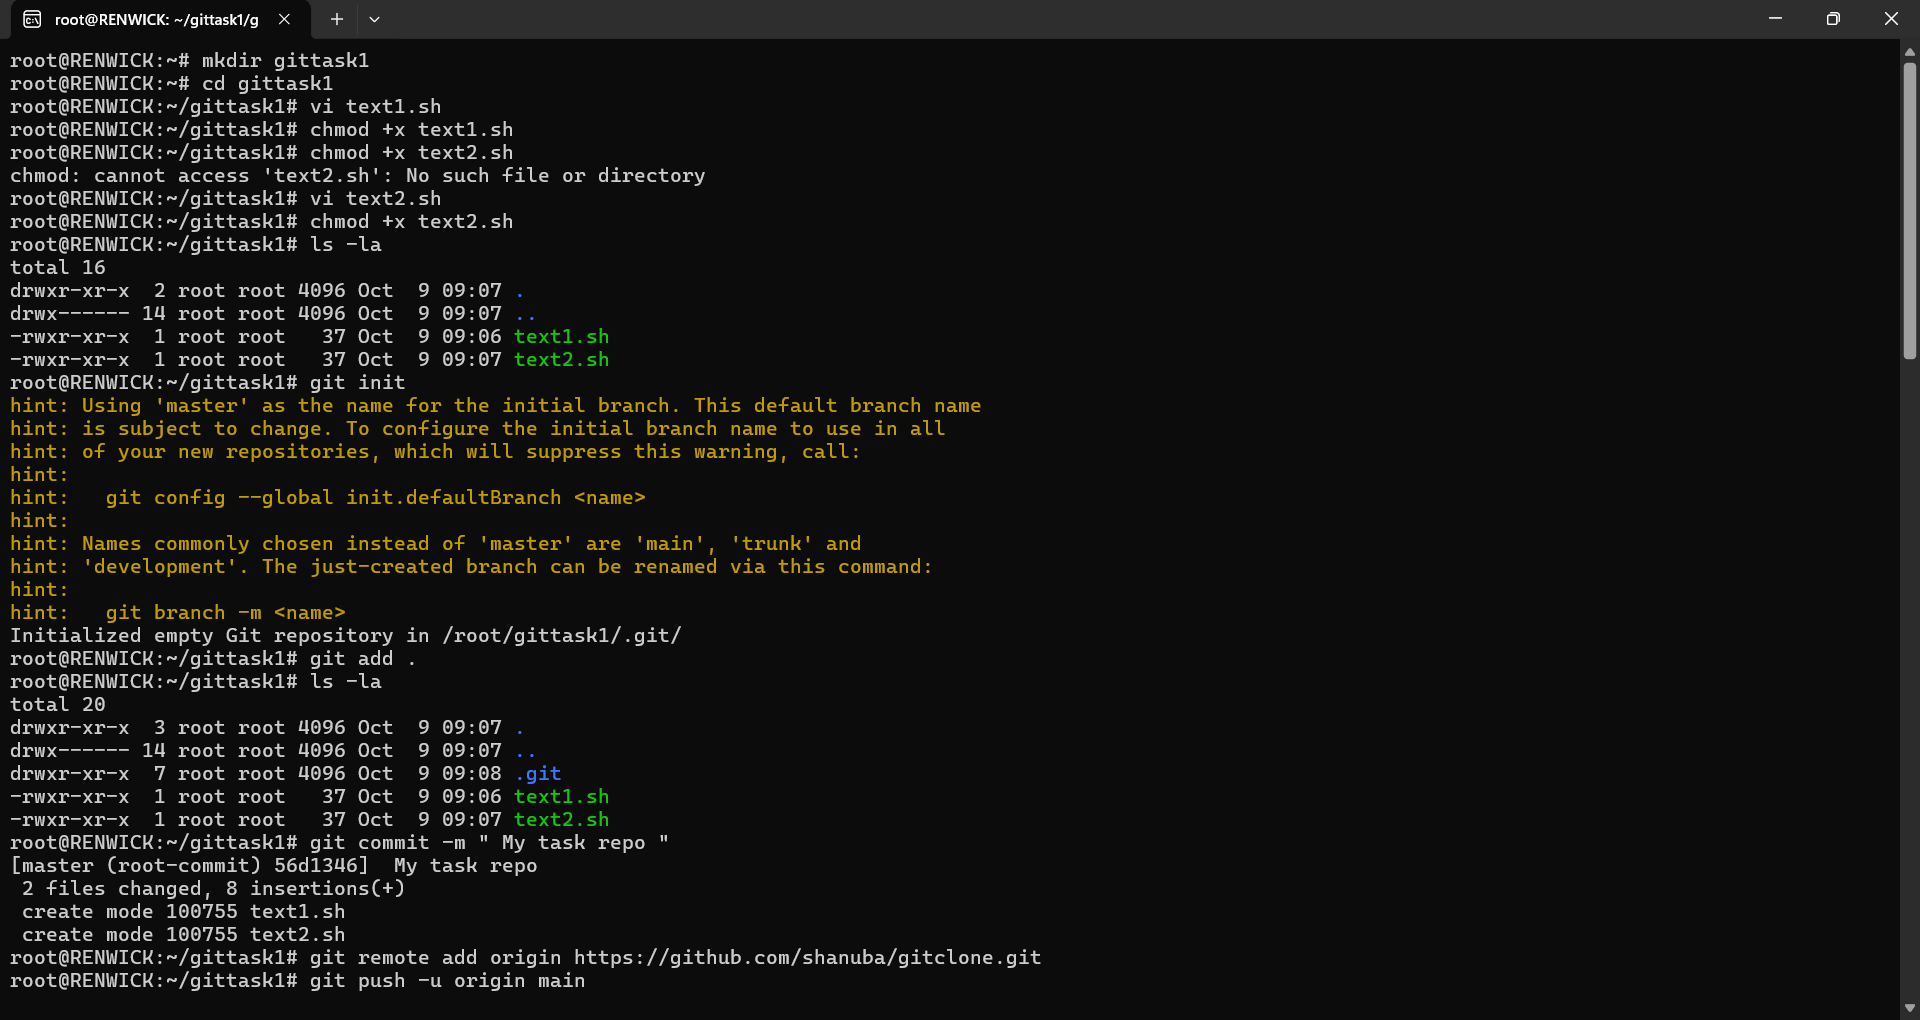 root@RENWICK: ~/gittask1/g
root@RENWICK:~# mkdir gittask1
root@RENWICK:~# cd gittask1
root@RENWICK:~/gittask1# vi text1.sh
root@RENWICK:~/gittask1# chmod +x text1.sh
root@RENWICK:~/gittask1# chmod +x text2.sh
chmod: cannot access 'text2.sh': No such file or directory
root@RENWICK:~/gittask1# vi text2.sh
root@RENWICK:~/gittask1# chmod +x text2.sh
root@RENWICK:~/gittask1# ls -la
total 16
drwxr-xr-x  2 root root 4096 Oct  9 09:07 .
drwx------ 14 root root 4096 Oct  9 09:07 ..
-rwxr-xr-x  1 root root   37 Oct  9 09:06 text1.sh
-rwxr-xr-x  1 root root   37 Oct  9 09:07 text2.sh
root@RENWICK:~/gittask1# git init
hint: Using 'master' as the name for the initial branch. This default branch name
hint: is subject to change. To configure the initial branch name to use in all
hint: of your new repositories, which will suppress this warning, call:
hint:
hint:   git config --global init.defaultBranch <name>
hint:
hint: Names commonly chosen instead of 'master' are 'main', 'trunk' and
hint: 'development'. The just-created branch can be renamed via this command:
hint:
hint:   git branch -m <name>
Initialized empty Git repository in /root/gittask1/.git/
root@RENWICK:~/gittask1# git add .
root@RENWICK:~/gittask1# ls -la
total 20
drwxr-xr-x  3 root root 4096 Oct  9 09:07 .
drwx------ 14 root root 4096 Oct  9 09:07 ..
drwxr-xr-x  7 root root 4096 Oct  9 09:08 .git
-rwxr-xr-x  1 root root   37 Oct  9 09:06 text1.sh
-rwxr-xr-x  1 root root   37 Oct  9 09:07 text2.sh
root@RENWICK:~/gittask1# git commit -m " My task repo "
[master (root-commit) 56d1346]  My task repo
 2 files changed, 8 insertions(+)
 create mode 100755 text1.sh
 create mode 100755 text2.sh
root@RENWICK:~/gittask1# git remote add origin https://github.com/shanuba/gitclone.git
root@RENWICK:~/gittask1# git push -u origin main